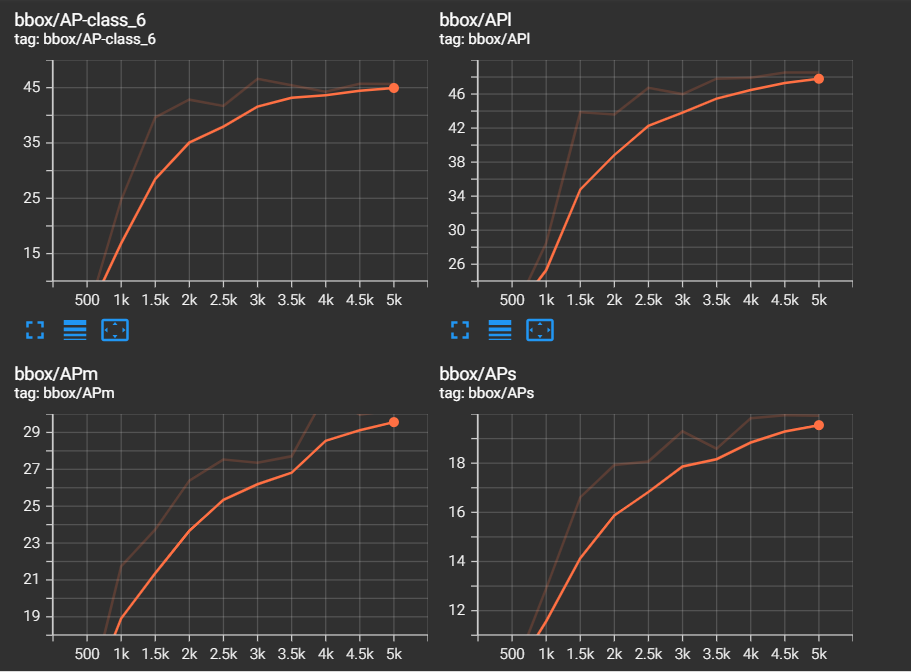 bbox/AP-class_6
tag: bbox/AP-class_6
45
35
25
15
500 1k 1.5k 2k 2.5k 3k 3.5k 4k 4.5k 5k
bbox/APl
tag: bbox/APl
46
42
38
34
30
26
500 1k 1.5k 2k 2.5k 3k 3.5k 4k 4.5k 5k
bbox/APm
tag: bbox/APm
29
27
25
23
21
19
500 1k 1.5k 2k 2.5k 3k 3.5k 4k 4.5k 5k
bbox/APs
tag: bbox/APs
18
16
14
12
500 1k 1.5k 2k 2.5k 3k 3.5k 4k 4.5k 5k